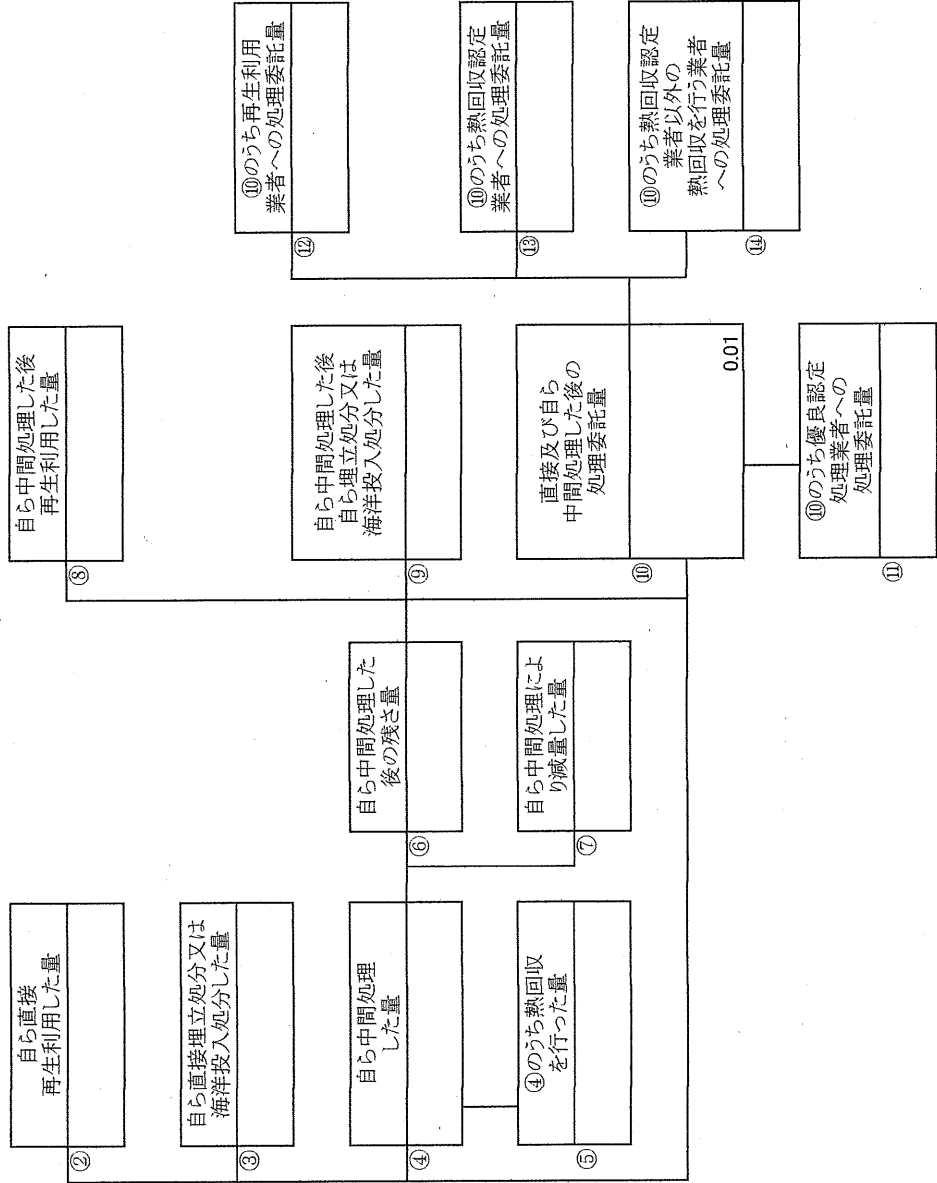 ②
自ら直接
再生利用した量
③
自ら直接埋立処分又は
海洋投入処分した量
④
自ら中間処理
した量
⑤
④のうち熱回収
を行った量
⑥
自ら中間処理した
後の残さ量
⑦
自ら中間処理によ
り減量した量
⑧
自ら中間処理した後
再生利用した量
⑨
自ら中間処理した後
自ら埋立処分又は
海洋投入処分した量
⑩
直接及び自ら
中間処理した後の
処理委託量
0.01
⑪
⑩のうち優良認定
処理業者への
処理委託量
⑫
⑩のうち再生利用
業者への処理委託量
⑬
⑩のうち熱回収認定
業者への処理委託量
⑭
⑩のうち熱回収認定
業者以外の
熱回収を行う業者
への処理委託量